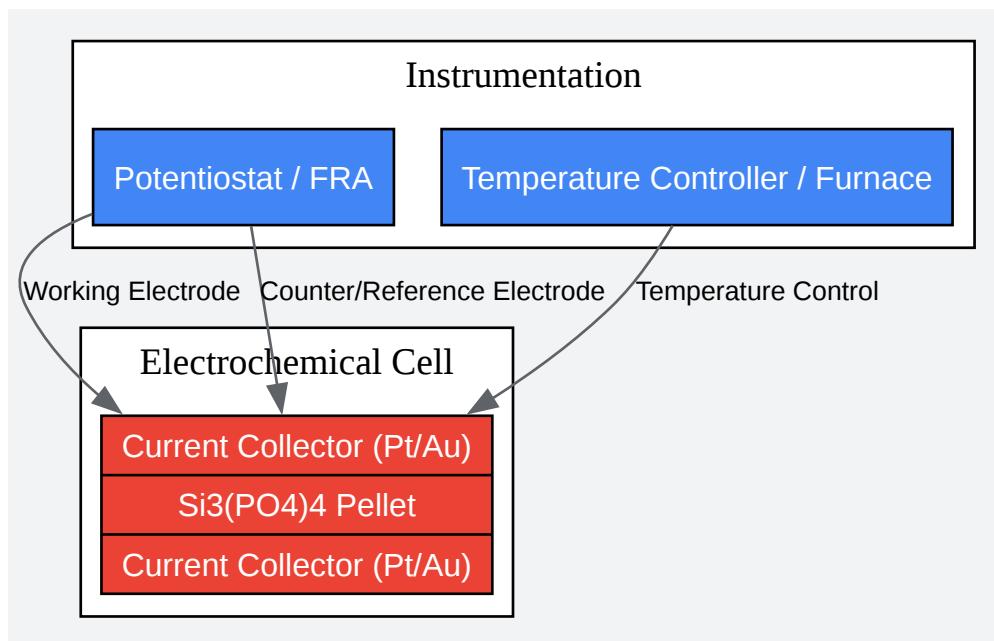 Instrumentation
Potentiostat / FRA
Temperature Controller / Furnace
Working Electrode
Counter/Reference Electrode
Temperature Control
Electrochemical Cell
Current Collector (Pt/Au)
Si3(PO4)4 Pellet
Current Collector (Pt/Au)